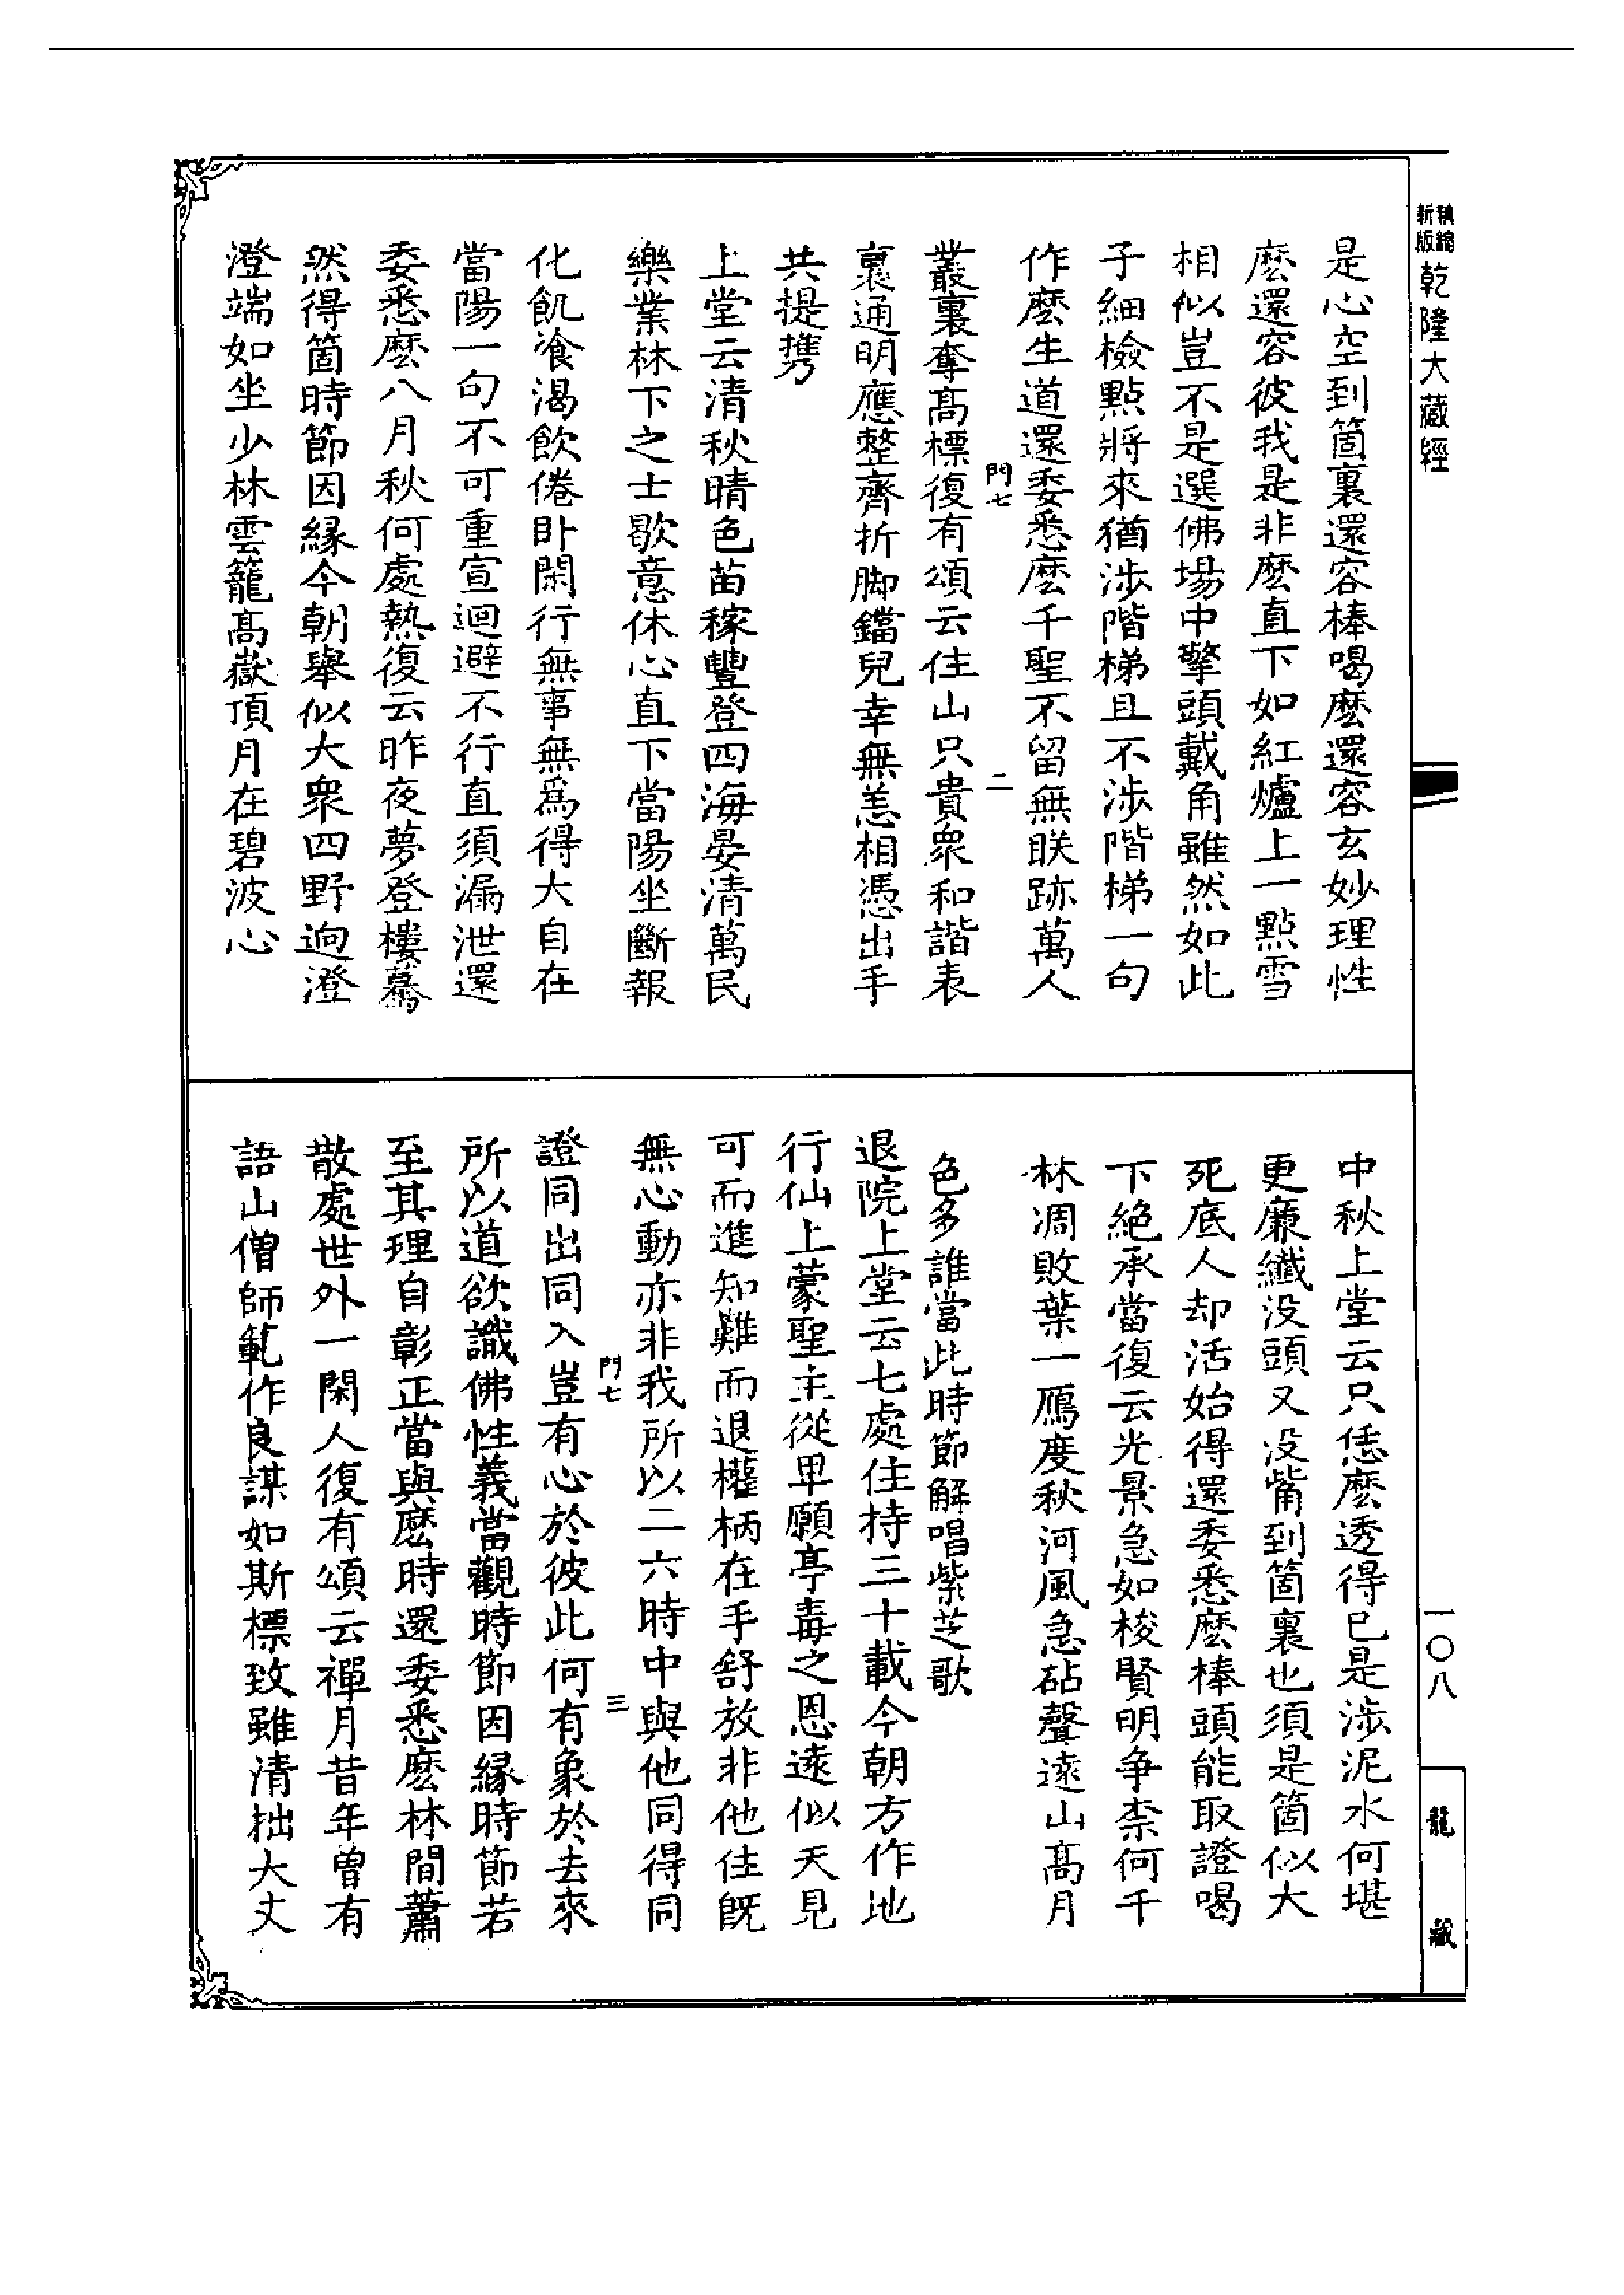 新版精縮
乾隆大藏經
是心空到箇裏還容棒喝麽還容玄妙理性
麽還容彼我是非麽直下如紅爐上一點雪
相似豈不是選佛場中擎頭戴角雖然如此
子細檢點將來猶涉階梯且不涉階梯一句
作麽生道還委悉麽千聖不留無朕跡萬人
門七 二
叢裏奪髙標復有頌云住山只貴衆和諧表
裏通明應整齊折脚鐺兒幸無恙相憑出手
共提携
上堂云清秋晴色苗稼豐登四海晏清萬民
樂業林下之士歇意休心直下當陽坐斷報
化飢飡渴飲倦卧閑行無事無爲得大自在
當陽一句不可重宣迴避不行直須漏泄還
委悉麽八月秋何處熱復云昨夜夢登樓驀
然得箇時節因緣今朝舉似大衆四野逈澄
澄端如坐少林雲籠髙嶽頂月在碧波心
中秋上堂云只恁麽透得已是涉泥水何堪
更廉纖没頭又没觜到箇裏也須是箇似大
死底人却活始得還委悉麽棒頭能取證喝
下絶承當復云光景急如梭賢明争柰何千
林凋敗葉一鴈度秋河風急砧聲遠山髙月
色多誰當此時節解唱紫芝歌
退院上堂云七處住持三十載今朝方作地
行仙上蒙聖主從卑願亭毒之恩遠似天見
可而進知難而退權柄在手舒放非他住旣
無心動亦非我所以二六時中與他同得同
門七 三
證同出同入豈有心於彼此何有象於去來
所以道欲識佛性義當觀時節因緣時節若
至其理自彰正當與麽時還委悉麽林間蕭
散處世外一閑人復有頌云禪月昔年曾有
語山僧師範作良謀如斯標致雖清拙大丈
一〇八
龍藏